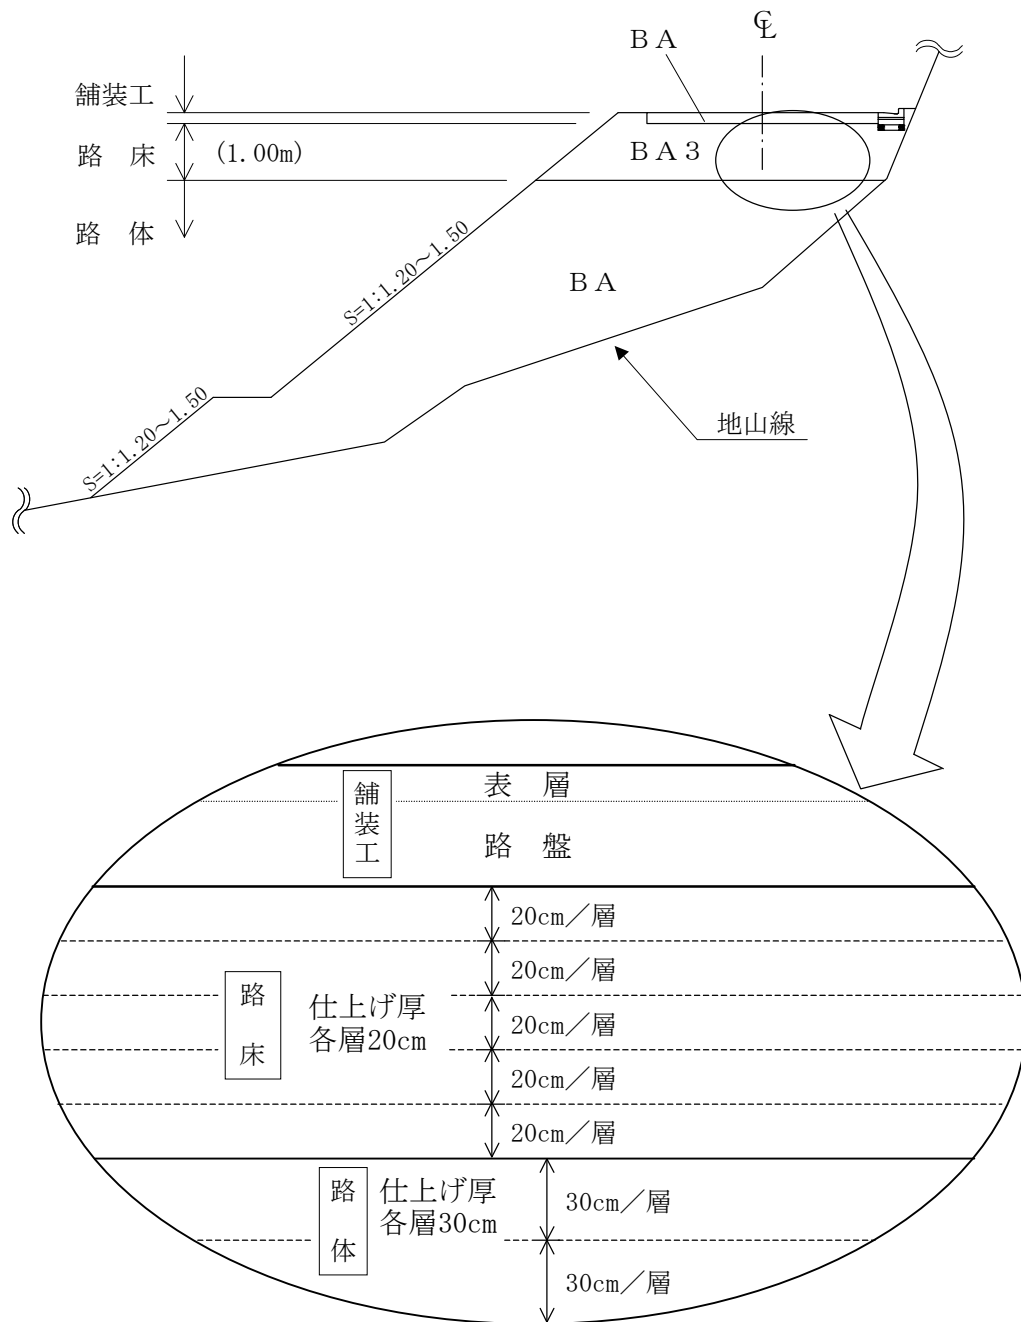 ＢＡ
℄
舗装工
路　床
(1.00m)
ＢＡ３
路　体
S=1:1.20～1.50
ＢＡ
S=1:1.20～1.50
地山線
舗装工
表　層
路　盤
20cm／層
20cm／層
路床
仕上げ厚
各層20cm
20cm／層
20cm／層
20cm／層
路体
仕上げ厚
各層30cm
30cm／層
30cm／層